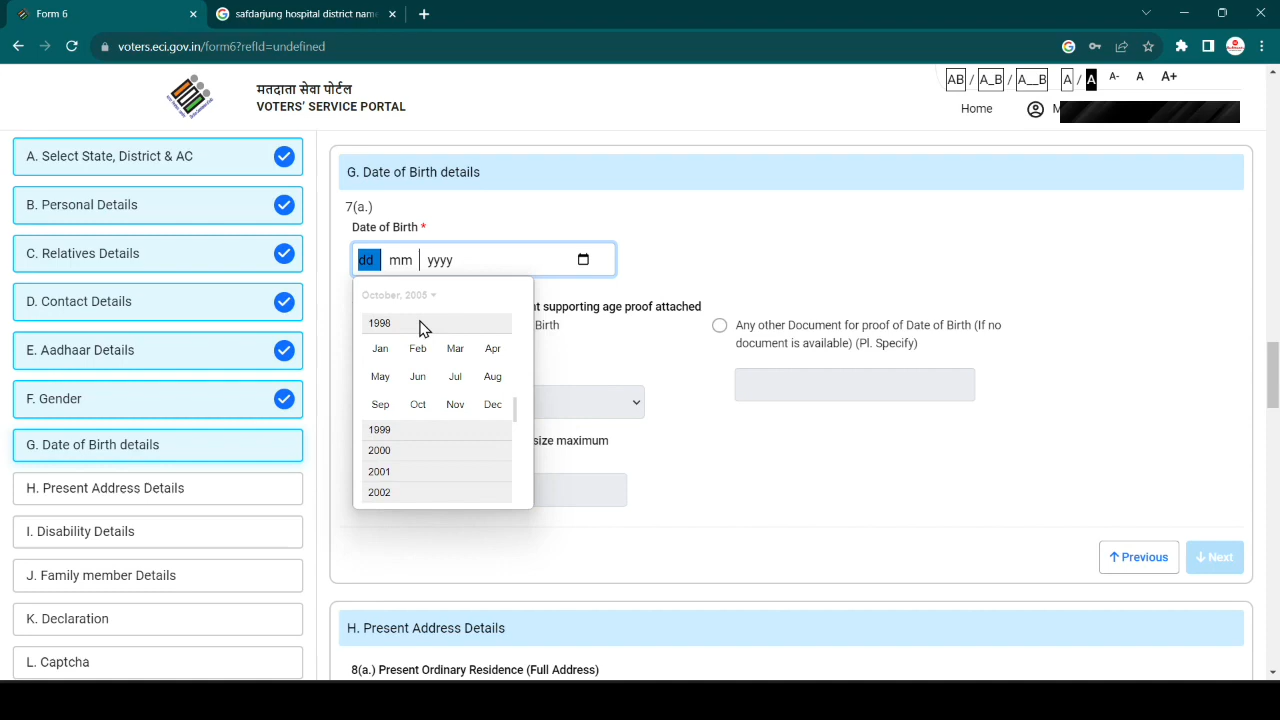 Form 6
safdarjung hospital district name
voters.eci.gov.in/form6?refId=undefined
AB / A_B / A__B A / A A- A A+
मतदाता सेवा पोर्टल
VOTERS' SERVICE PORTAL
Home
M
A. Select State, District & AC
B. Personal Details
C. Relatives Details
D. Contact Details
E. Aadhaar Details
F. Gender
G. Date of Birth details
H. Present Address Details
I. Disability Details
J. Family member Details
K. Declaration
L. Captcha
G. Date of Birth details
7(a.)
Date of Birth *
dd mm yyyy
October, 2005
1998
Jan Feb Mar Apr
May Jun Jul Aug
Sep Oct Nov Dec
1999
2000
2001
2002
supporting age proof attached
Birth
Any other Document for proof of Date of Birth (If no
document is available) (Pl. Specify)
size maximum
Previous
Next
H. Present Address Details
8(a.) Present Ordinary Residence (Full Address)